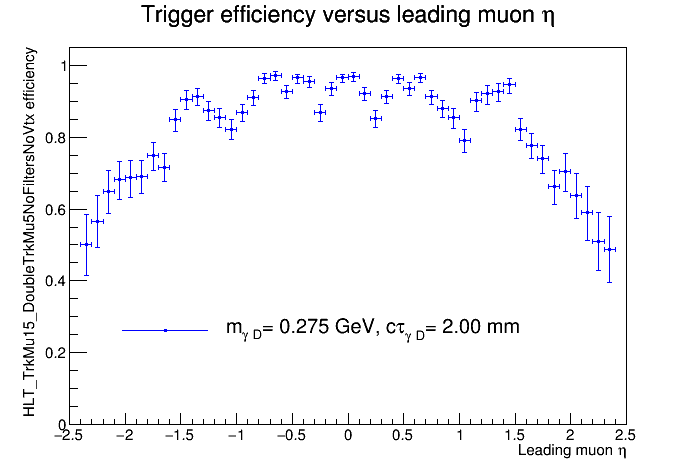 Trigger efficiency versus leading muon η
HLT_TrkMu15_DoubleTrkMu5NoFiltersNoVtx efficiency
1
0.8
0.6
0.4
0.2
0
m_γ D = 0.275 GeV, cτ_γ D = 2.00 mm
−2.5 −2 −1.5 −1 −0.5 0 0.5 1 1.5 2 2.5
Leading muon η